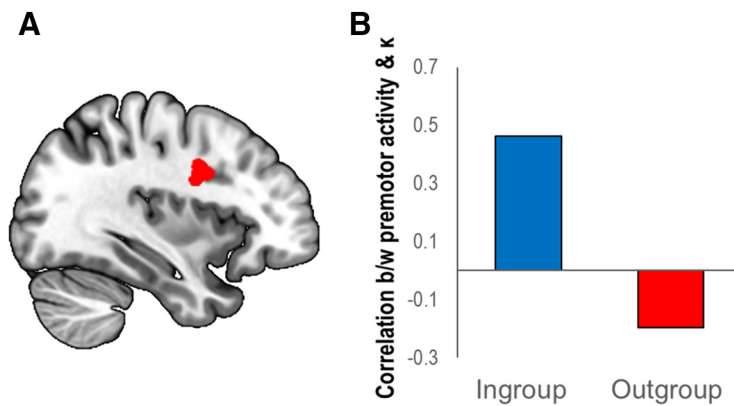 A
B
Correlation b/w premotor activity & κ
0.7
0.5
0.3
0.1
-0.1
-0.3
Ingroup Outgroup